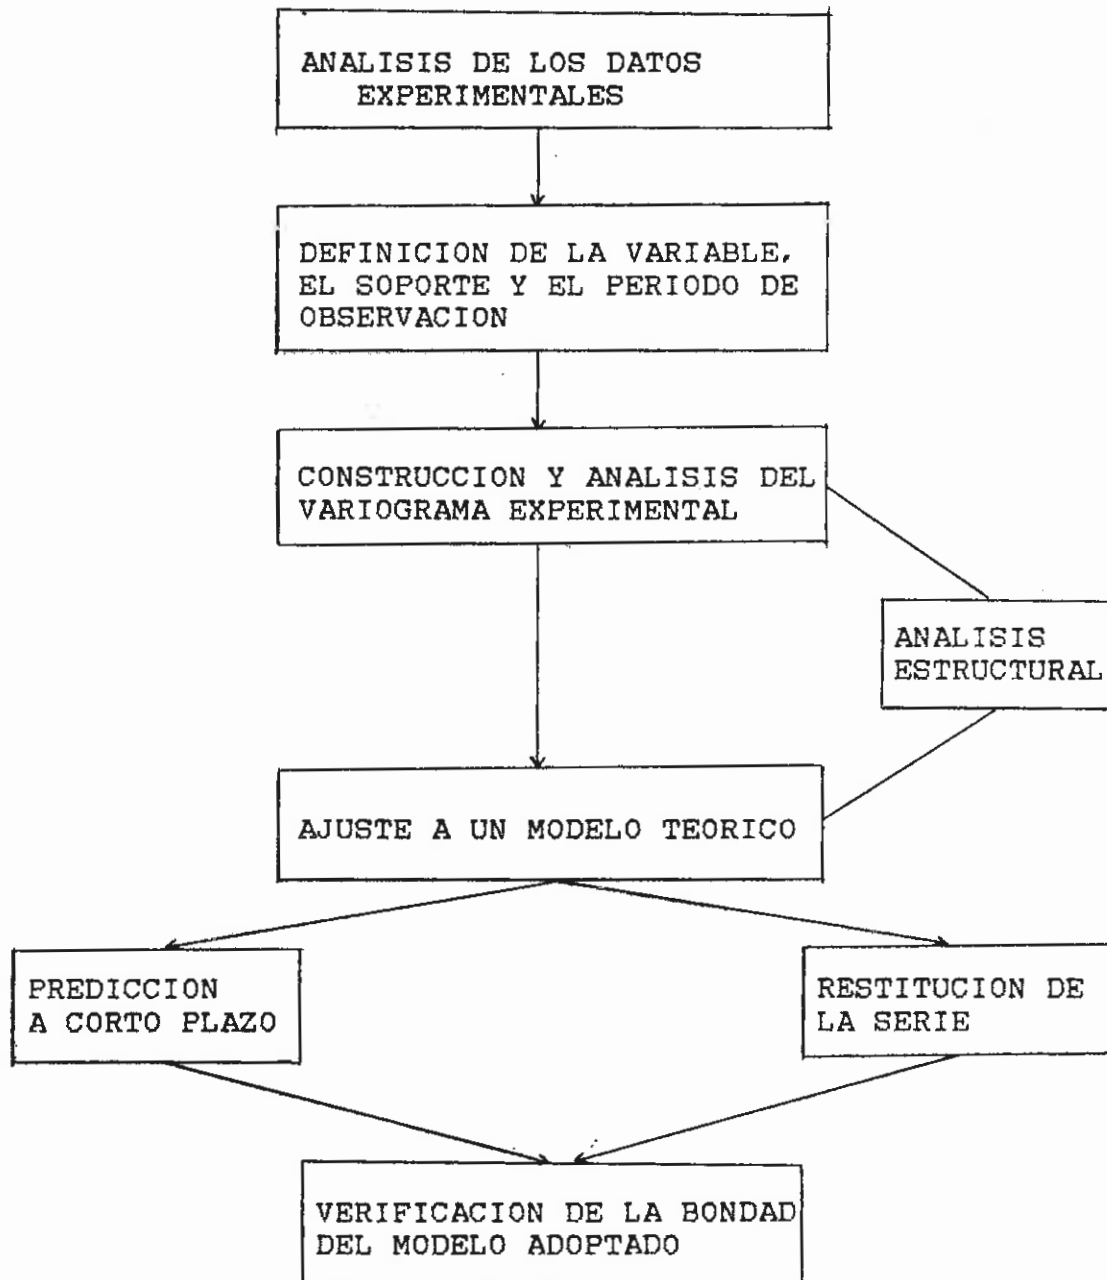 ANALISIS DE LOS DATOS
EXPERIMENTALES
DEFINICION DE LA VARIABLE,
EL SOPORTE Y EL PERIODO DE
OBSERVACION
CONSTRUCCION Y ANALISIS DEL
VARIOGRAMA EXPERIMENTAL
ANALISIS
ESTRUCTURAL
AJUSTE A UN MODELO TEORICO
PREDICCION
A CORTO PLAZO
RESTITUCION DE
LA SERIE
VERIFICACION DE LA BONDAD
DEL MODELO ADOPTADO